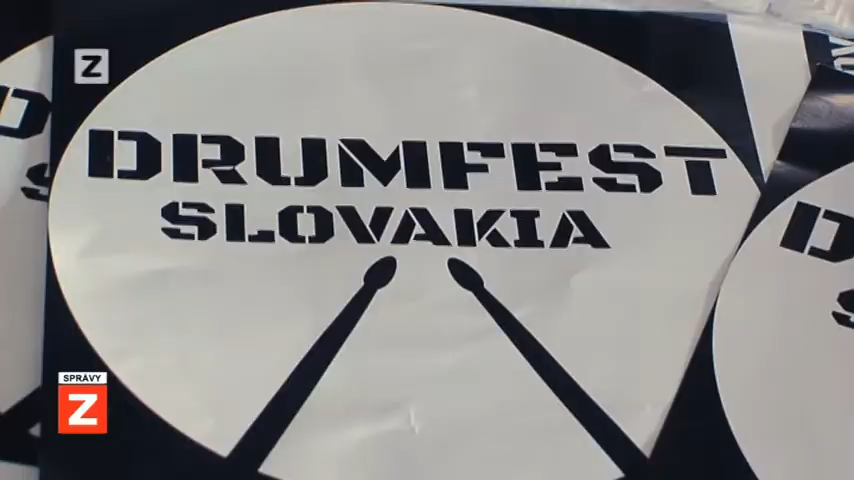 Z
DRUMFEST
SLOVAKIA
SPRÁVY
Z